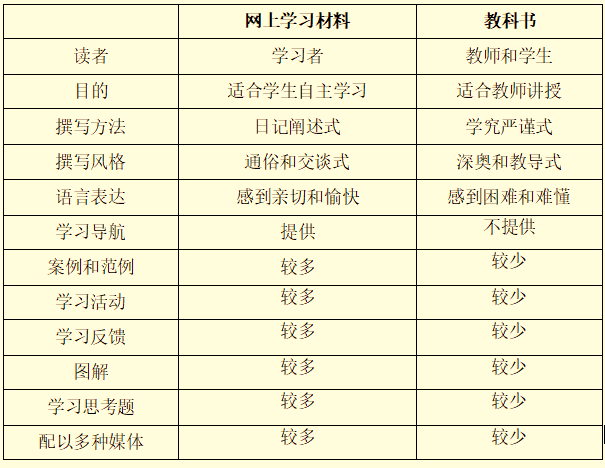 网上学习材料 教科书
读者 学习者 教师和学生
目的 适合学生自主学习 适合教师讲授
撰写方法 日记阐述式 学究严谨式
撰写风格 通俗和交谈式 深奥和教导式
语言表达 感到亲切和愉快 感到困难和难懂
学习导航 提供 不提供
案例和范例 较多 较少
学习活动 较多 较少
学习反馈 较多 较少
图解 较多 较少
学习思考题 较多 较少
配以多种媒体 较多 较少